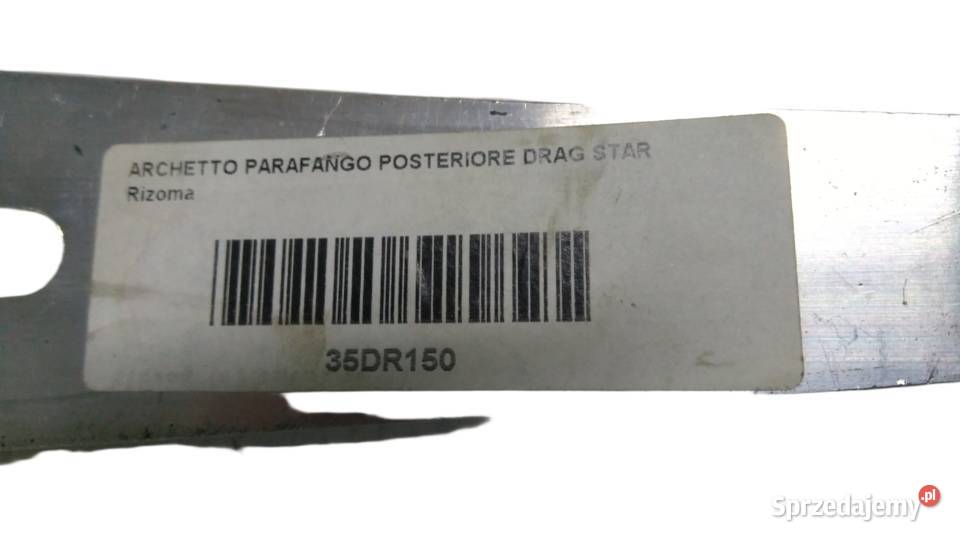 ARCHETTO PARAFANGO POSTERIORE DRAG STAR
Rizoma
35DR150
Sprzedajemy.pl